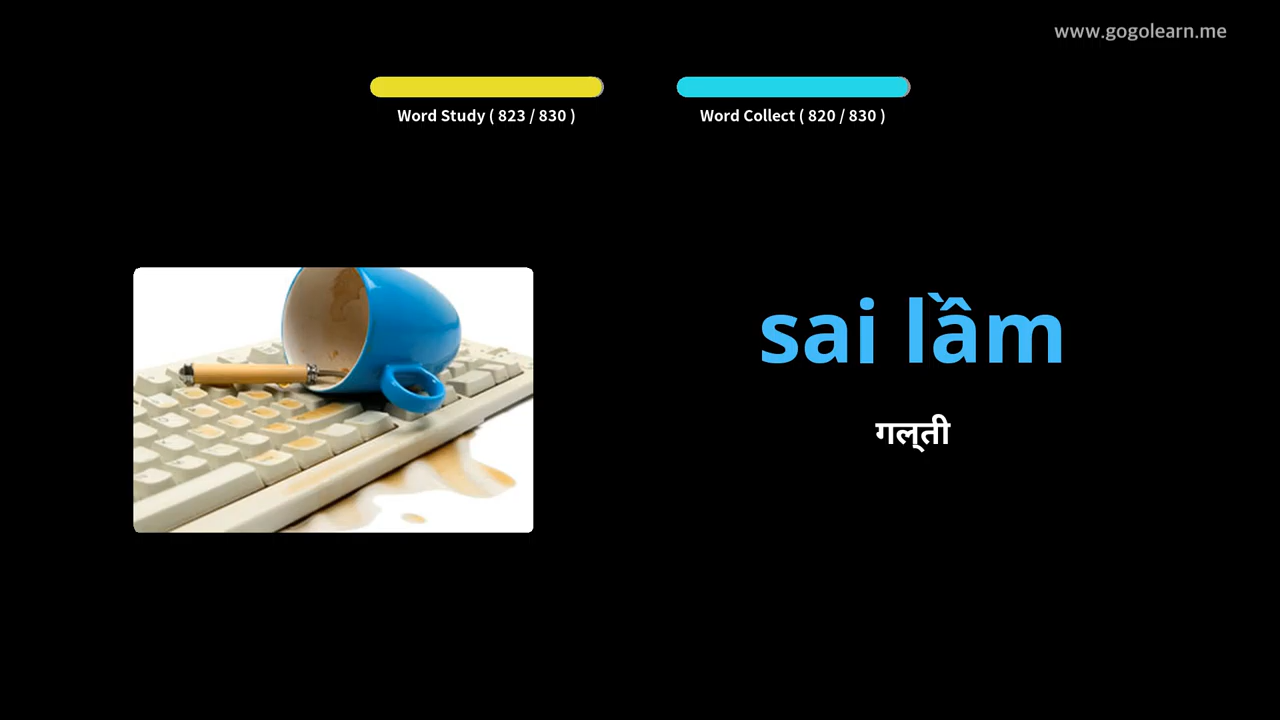 www.gogolearn.me
Word Study ( 823 / 830 )
Word Collect ( 820 / 830 )
sai lầm
गल्ती